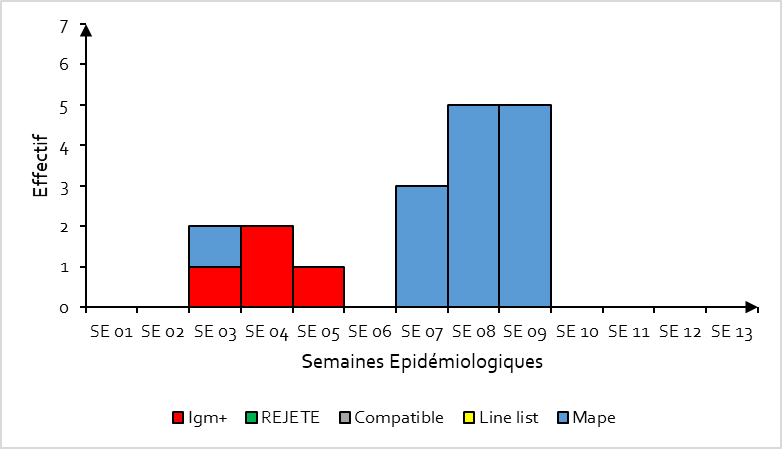 7
6
5
4
3
2
1
0
Effectif
SE 01 SE 02 SE 03 SE 04 SE 05 SE 06 SE 07 SE 08 SE 09 SE 10 SE 11 SE 12 SE 13
Semaines Epidémiologiques
Igm+ REJETE Compatible Line list Mape